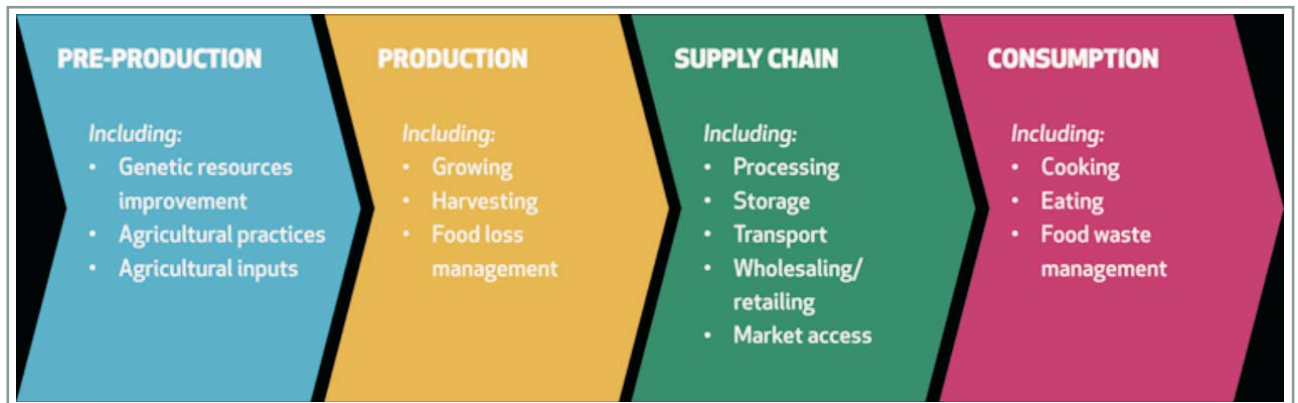 PRE-PRODUCTION
Including:
• Genetic resources
improvement
• Agricultural practices
• Agricultural inputs
PRODUCTION
Including:
• Growing
• Harvesting
• Food loss
management
SUPPLY CHAIN
Including:
• Processing
• Storage
• Transport
• Wholesaling/
retailing
• Market access
CONSUMPTION
Including:
• Cooking
• Eating
• Food waste
management